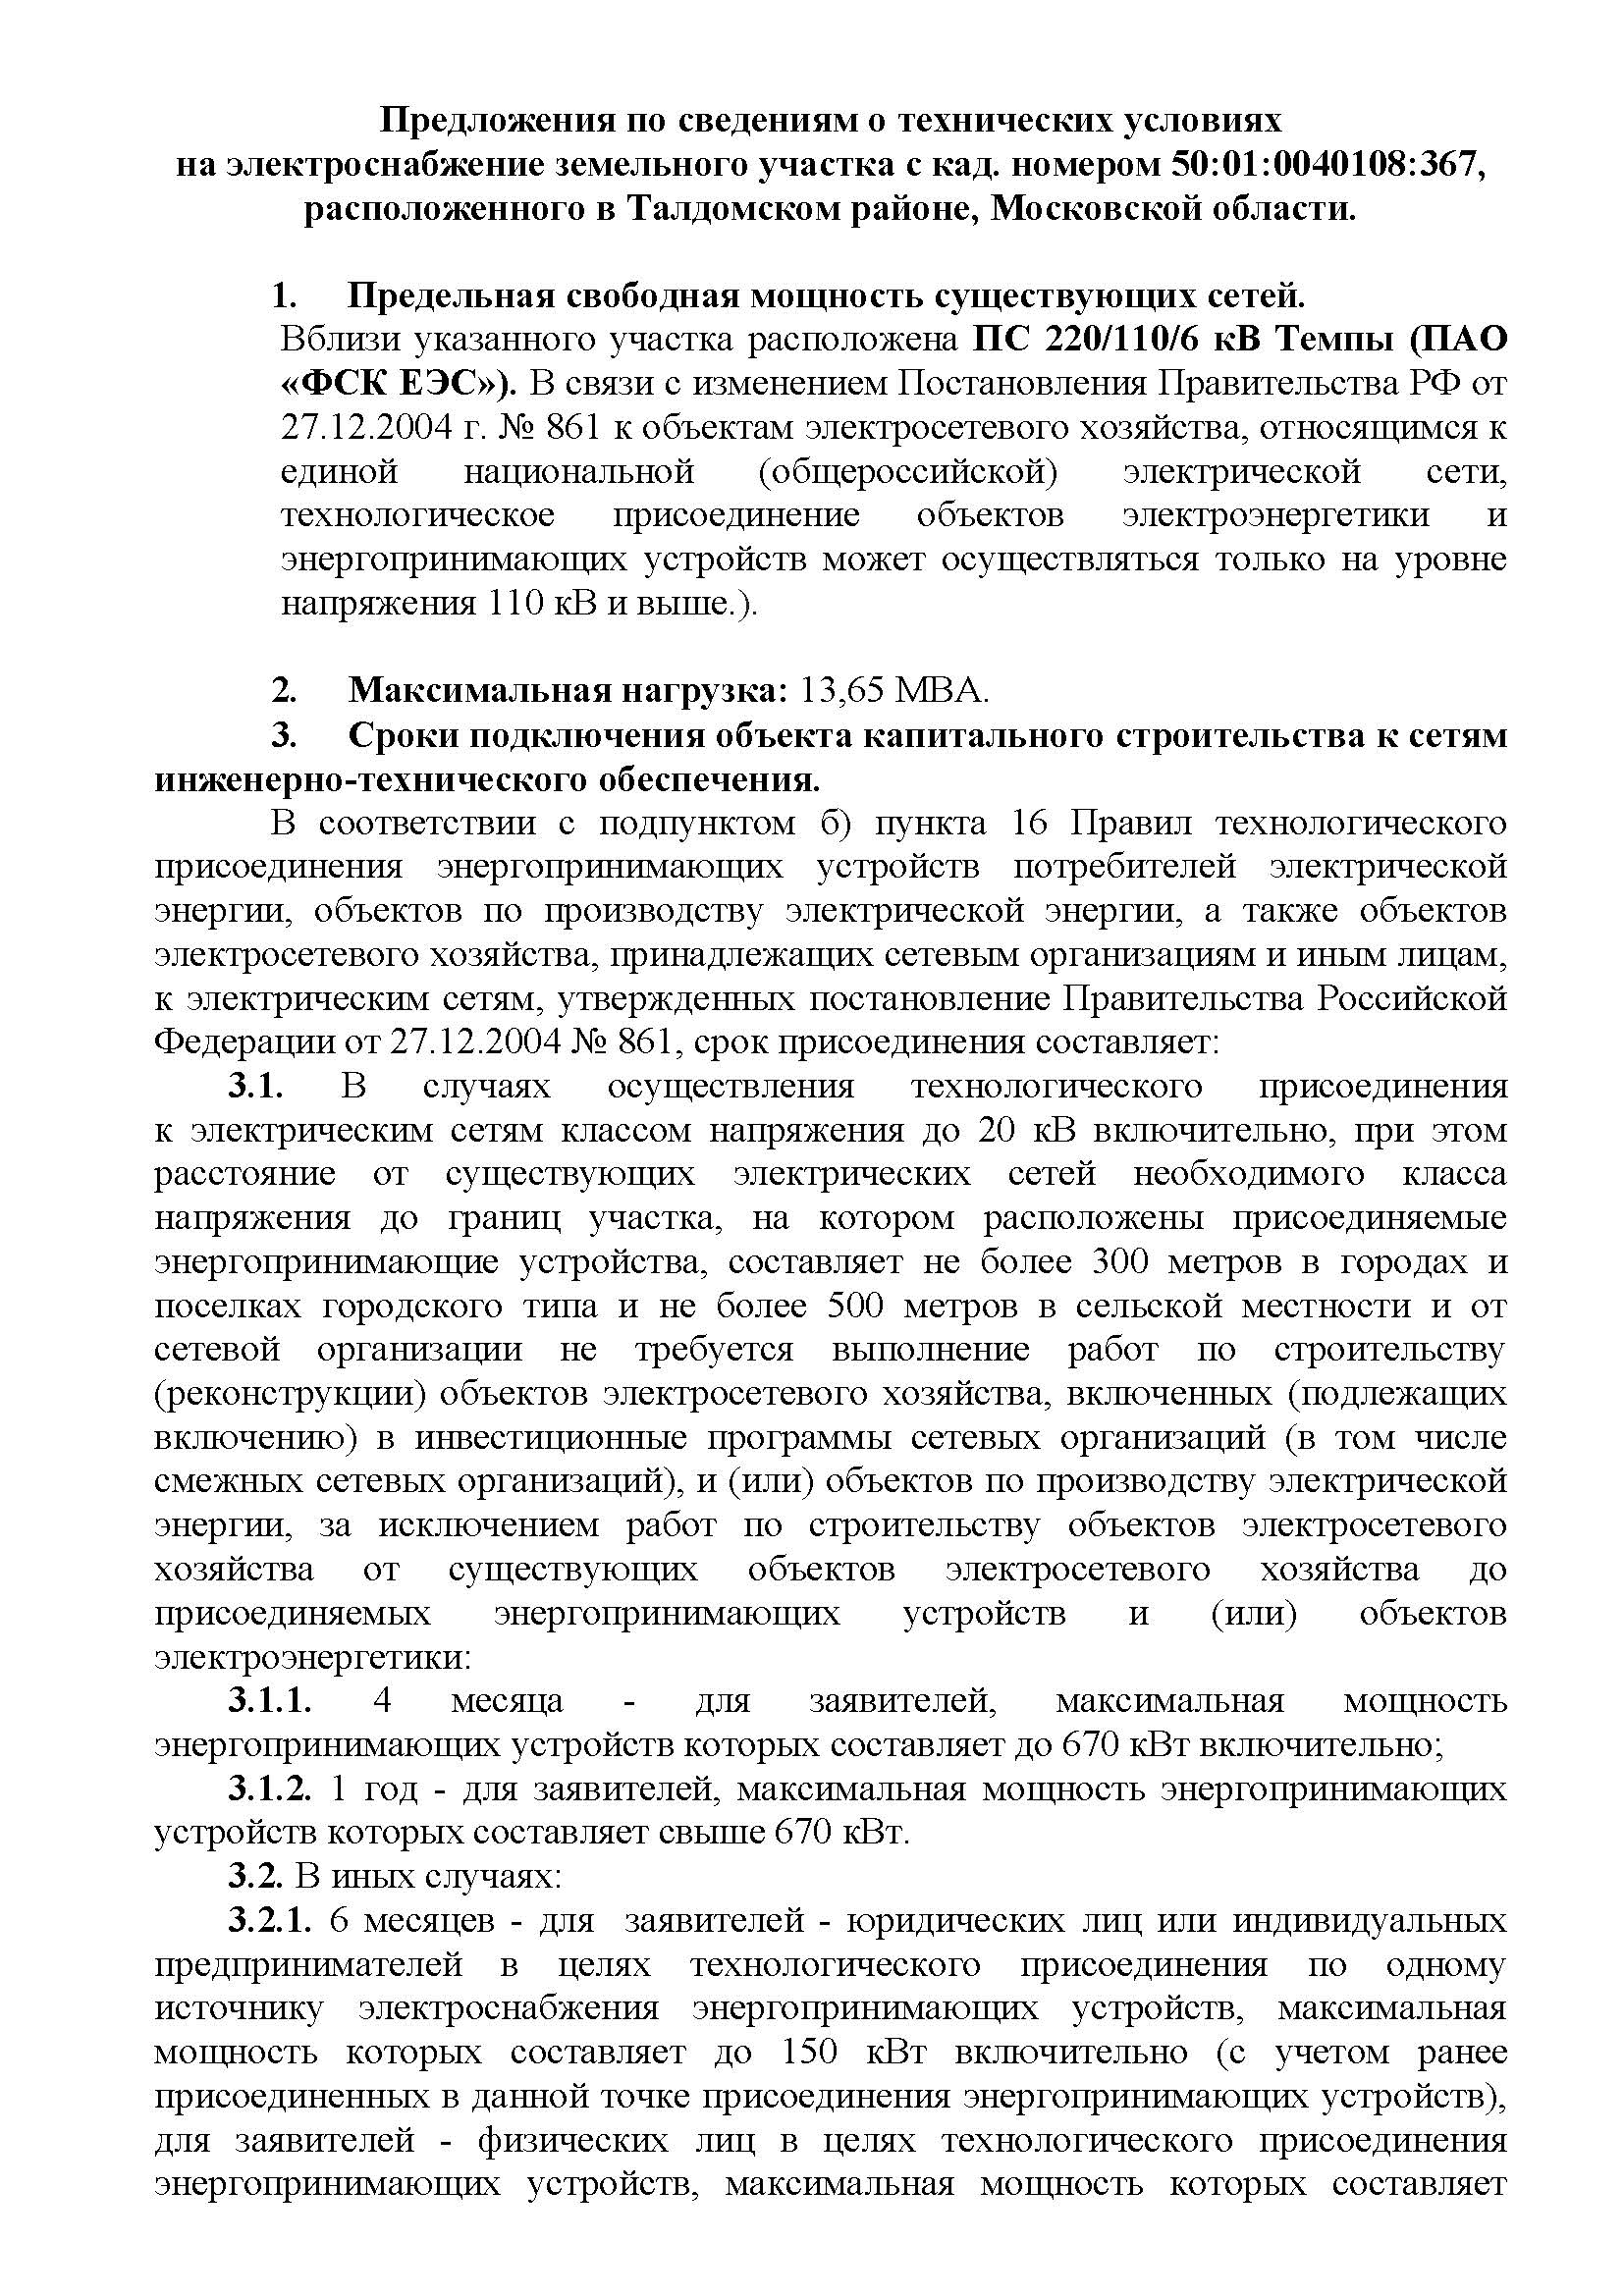 Предложения по сведениям о технических условиях
на электроснабжение земельного участка с кад. номером 50:01:0040108:367,
расположенного в Талдомском районе, Московской области.
1. Предельная свободная мощность существующих сетей.
Вблизи указанного участка расположена ПС 220/110/6 кВ Темпы (ПАО
«ФСК ЕЭС»). В связи с изменением Постановления Правительства РФ от
27.12.2004 г. № 861 к объектам электросетевого хозяйства, относящимся к
единой национальной (общероссийской) электрической сети,
технологическое присоединение объектов электроэнергетики и
энергопринимающих устройств может осуществляться только на уровне
напряжения 110 кВ и выше.).
2. Максимальная нагрузка: 13,65 МВА.
3. Сроки подключения объекта капитального строительства к сетям
инженерно-технического обеспечения.
В соответствии с подпунктом б) пункта 16 Правил технологического
присоединения энергопринимающих устройств потребителей электрической
энергии, объектов по производству электрической энергии, а также объектов
электросетевого хозяйства, принадлежащих сетевым организациям и иным лицам,
к электрическим сетям, утвержденных постановление Правительства Российской
Федерации от 27.12.2004 № 861, срок присоединения составляет:
3.1. В случаях осуществления технологического присоединения
к электрическим сетям классом напряжения до 20 кВ включительно, при этом
расстояние от существующих электрических сетей необходимого класса
напряжения до границ участка, на котором расположены присоединяемые
энергопринимающие устройства, составляет не более 300 метров в городах и
поселках городского типа и не более 500 метров в сельской местности и от
сетевой организации не требуется выполнение работ по строительству
(реконструкции) объектов электросетевого хозяйства, включенных (подлежащих
включению) в инвестиционные программы сетевых организаций (в том числе
смежных сетевых организаций), и (или) объектов по производству электрической
энергии, за исключением работ по строительству объектов электросетевого
хозяйства от существующих объектов электросетевого хозяйства до
присоединяемых энергопринимающих устройств и (или) объектов
электроэнергетики:
3.1.1. 4 месяца - для заявителей, максимальная мощность
энергопринимающих устройств которых составляет до 670 кВт включительно;
3.1.2. 1 год - для заявителей, максимальная мощность энергопринимающих
устройств которых составляет свыше 670 кВт.
3.2. В иных случаях:
3.2.1. 6 месяцев - для заявителей - юридических лиц или индивидуальных
предпринимателей в целях технологического присоединения по одному
источнику электроснабжения энергопринимающих устройств, максимальная
мощность которых составляет до 150 кВт включительно (с учетом ранее
присоединенных в данной точке присоединения энергопринимающих устройств),
для заявителей - физических лиц в целях технологического присоединения
энергопринимающих устройств, максимальная мощность которых составляет